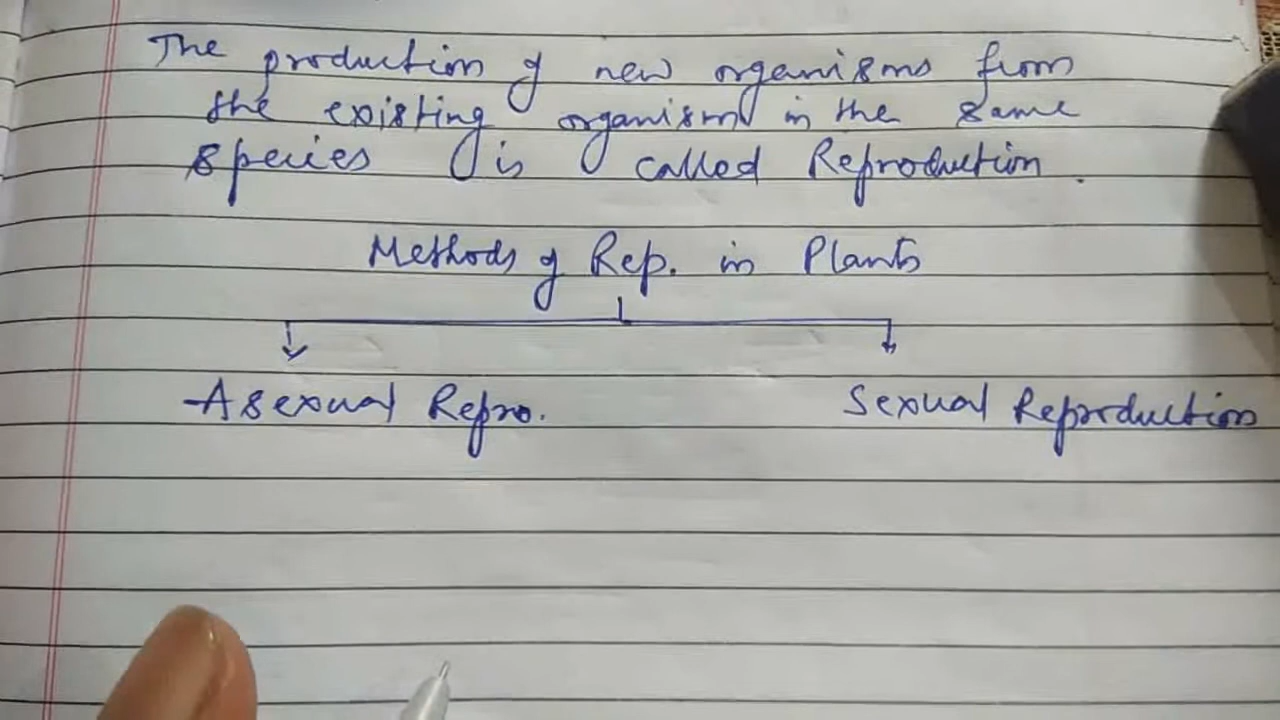 The production of new organisms from
the existing organism in the same
species is called Reproduction.
Methods of Rep. in Plants
Asexual Repro.
Sexual Reproduction